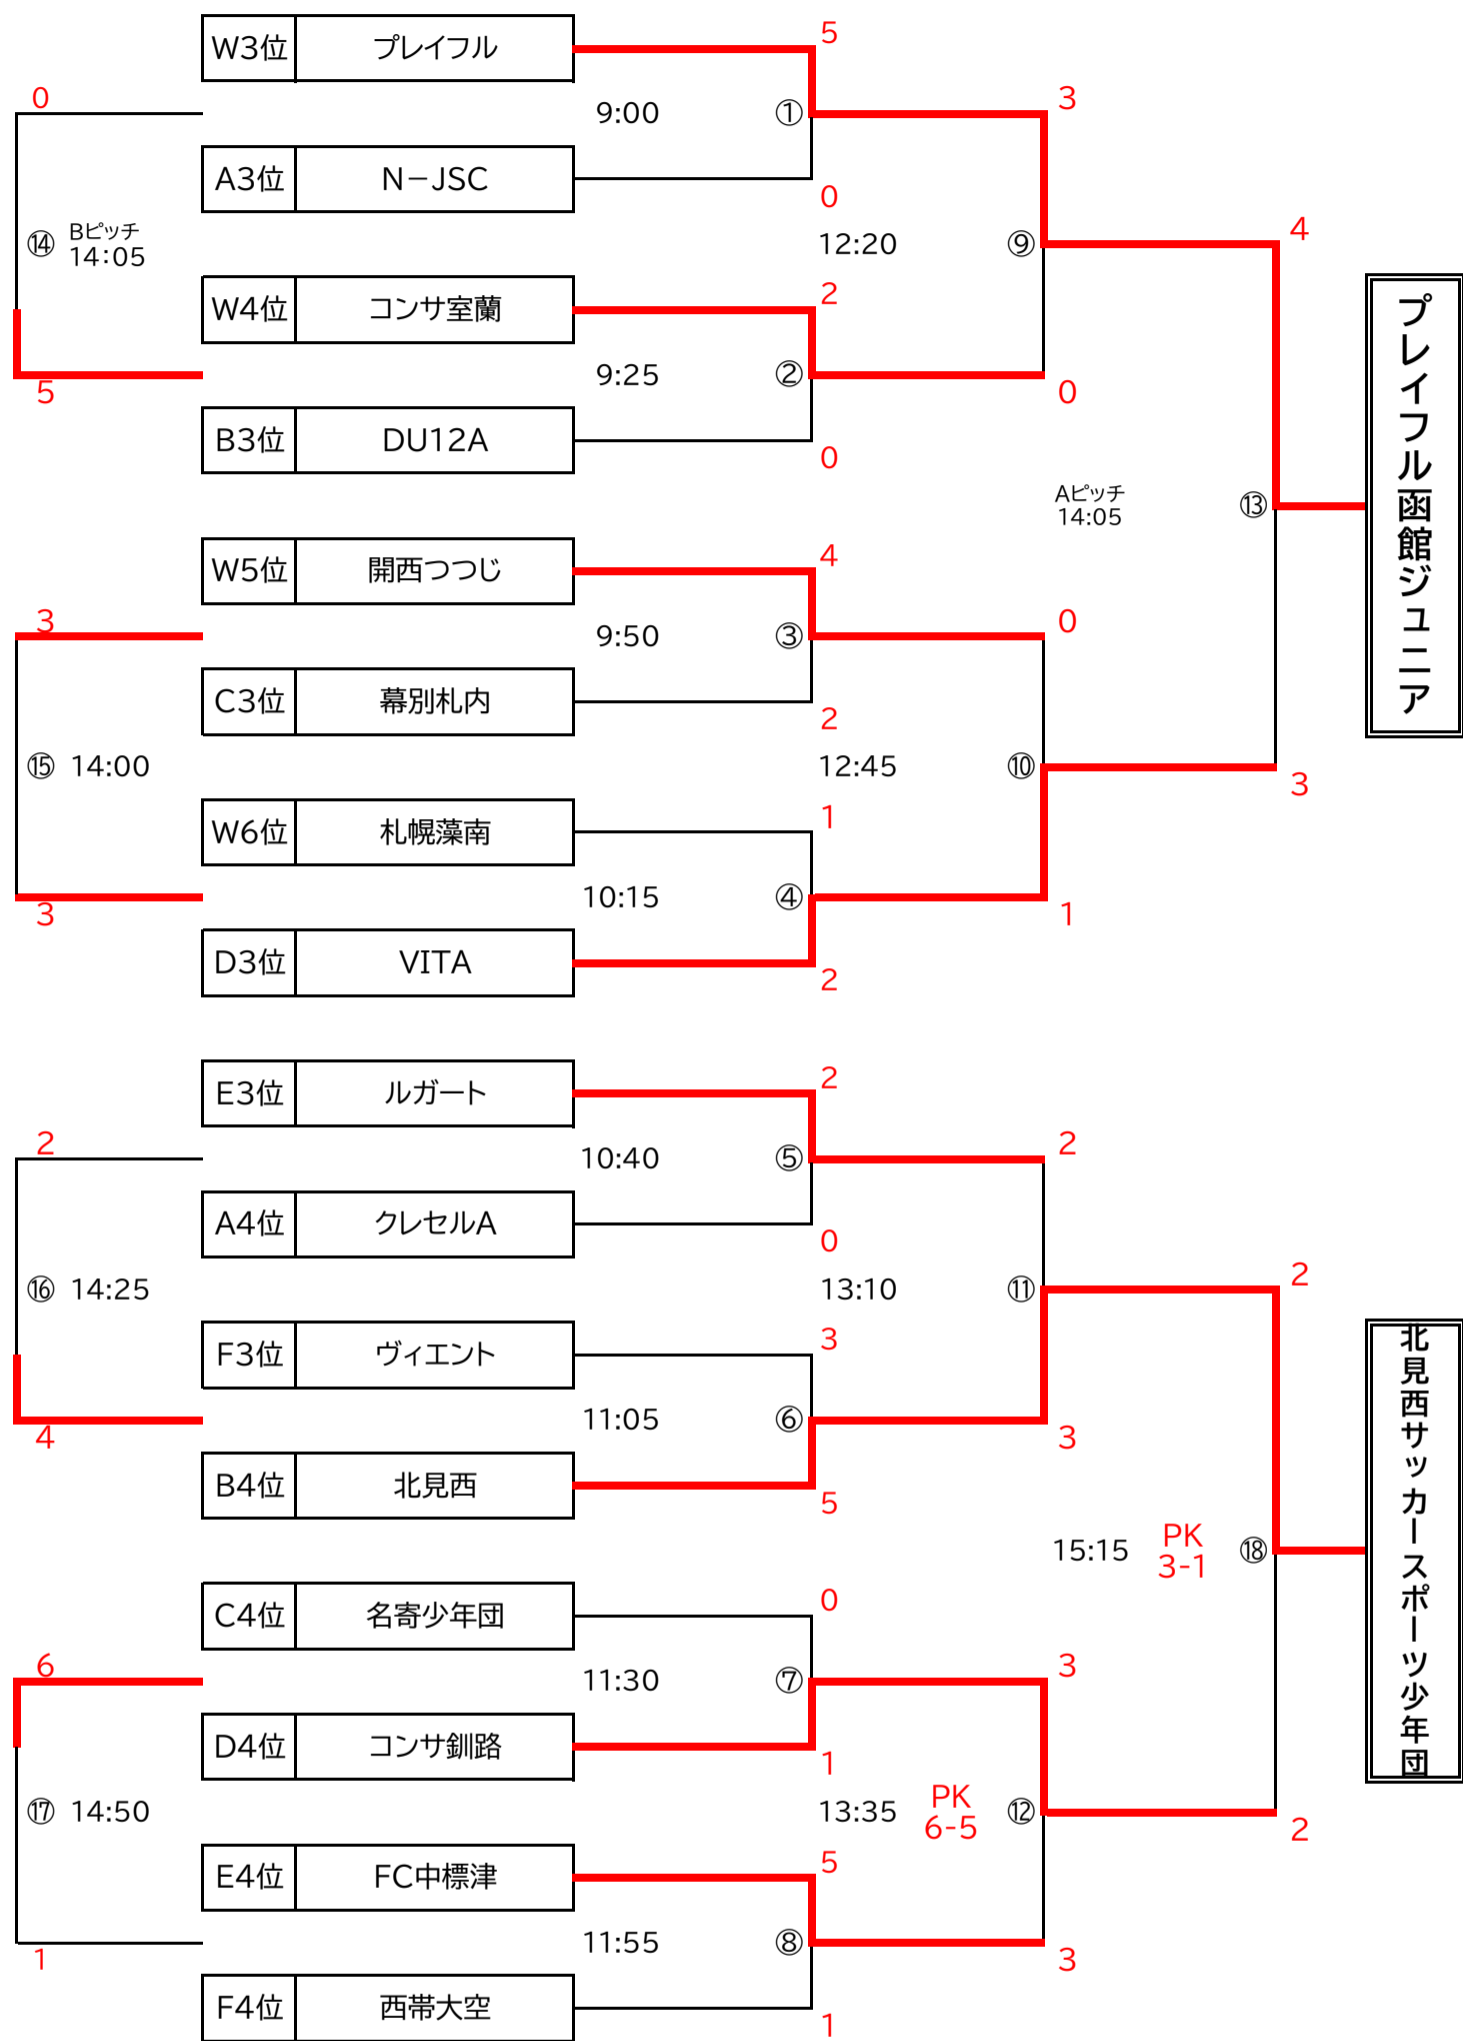 W3位 プレイフル 5
0 9:00 ①
3
A3位 N－JSC 0
⑭ Bピッチ
14:05
12:20 ⑨ 4
W4位 コンサ室蘭 2
5 9:25 ② 0
B3位 DU12A 0
Aピッチ
14:05
⑬
プレイフル函館ジュニア
W5位 開西つつじ 4
3 9:50 ③ 0
C3位 幕別札内 2
⑮ 14:00 12:45 ⑩ 3
W6位 札幌藻南 1
3 10:15 ④ 1
D3位 VITA 2
E3位 ルガート 2
2 10:40 ⑤ 2
A4位 クレセルA 0
⑯ 14:25 13:10 ⑪ 2
F3位 ヴィエント 3
4 11:05 ⑥ 3
B4位 北見西 5
15:15 PK
3-1
⑱
北見西サッカースポーツ少年団
C4位 名寄少年団 0
6 11:30 ⑦ 3
D4位 コンサ釧路 1
⑰ 14:50 13:35 PK
6-5
⑫ 2
E4位 FC中標津 5
1 11:55 ⑧ 3
F4位 西帯大空 1